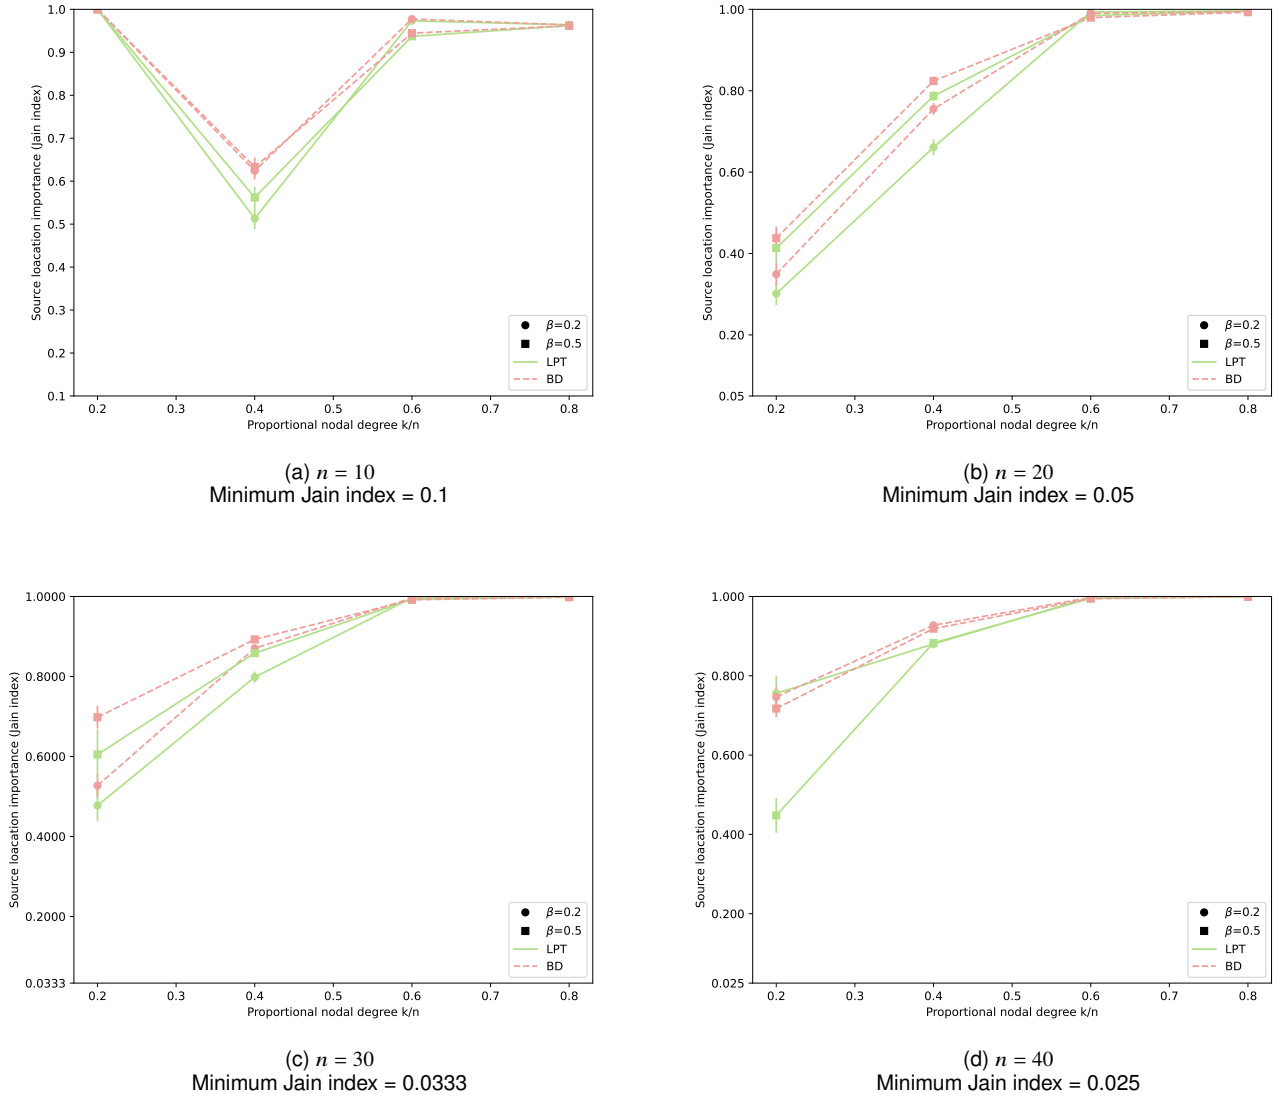 1.0
0.9
0.8
0.7
0.6
0.5
0.4
0.3
0.2
0.1
Source loacation importance (Jain index)
0.2 0.3 0.4 0.5 0.6 0.7 0.8
Proportional nodal degree k/n
β=0.2
β=0.5
LPT
BD
(a) n = 10
Minimum Jain index = 0.1
1.00
0.80
0.60
0.40
0.20
0.05
Source loacation importance (Jain index)
0.2 0.3 0.4 0.5 0.6 0.7 0.8
Proportional nodal degree k/n
β=0.2
β=0.5
LPT
BD
(b) n = 20
Minimum Jain index = 0.05
1.0000
0.8000
0.6000
0.4000
0.2000
0.0333
Source loacation importance (Jain index)
0.2 0.3 0.4 0.5 0.6 0.7 0.8
Proportional nodal degree k/n
β=0.2
β=0.5
LPT
BD
(c) n = 30
Minimum Jain index = 0.0333
1.000
0.800
0.600
0.400
0.200
0.025
Source loacation importance (Jain index)
0.2 0.3 0.4 0.5 0.6 0.7 0.8
Proportional nodal degree k/n
β=0.2
β=0.5
LPT
BD
(d) n = 40
Minimum Jain index = 0.025